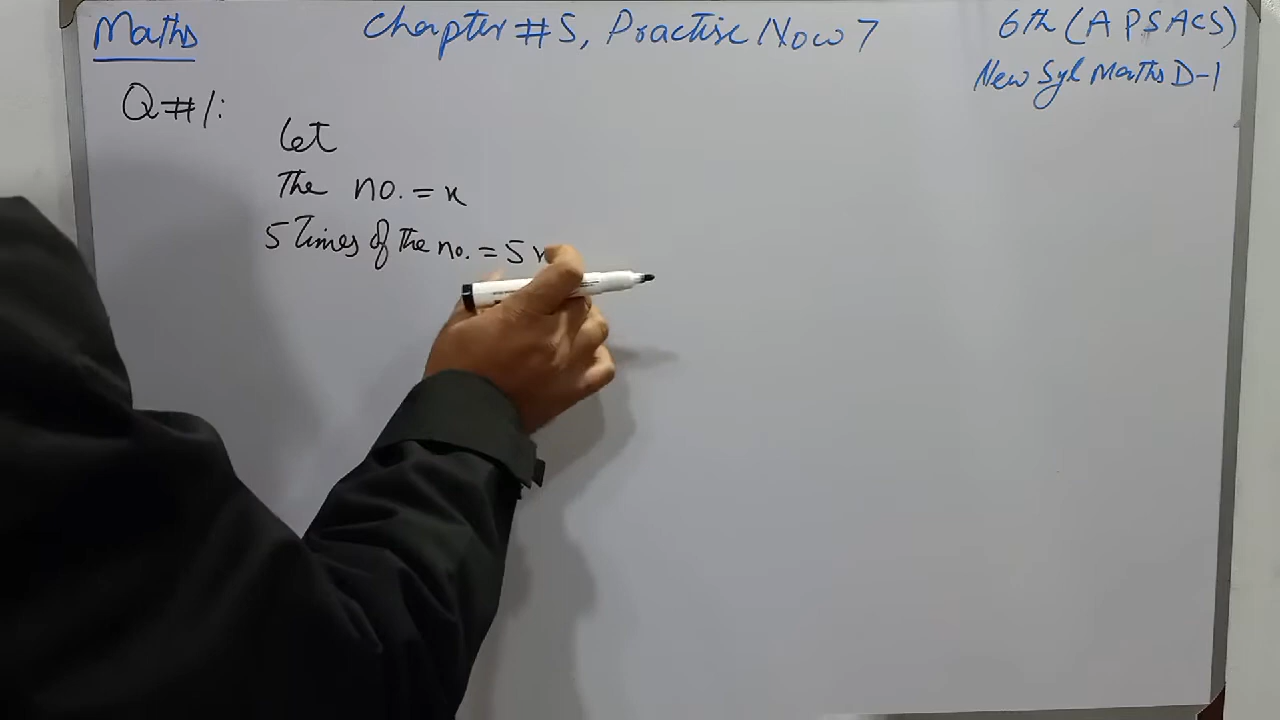 Maths
Chapter #5, Practise Now 7
6th (APSACS)
New Syl Maths D-1
Q#1:
Let
The no. = x
5 Times of the no. = 5x